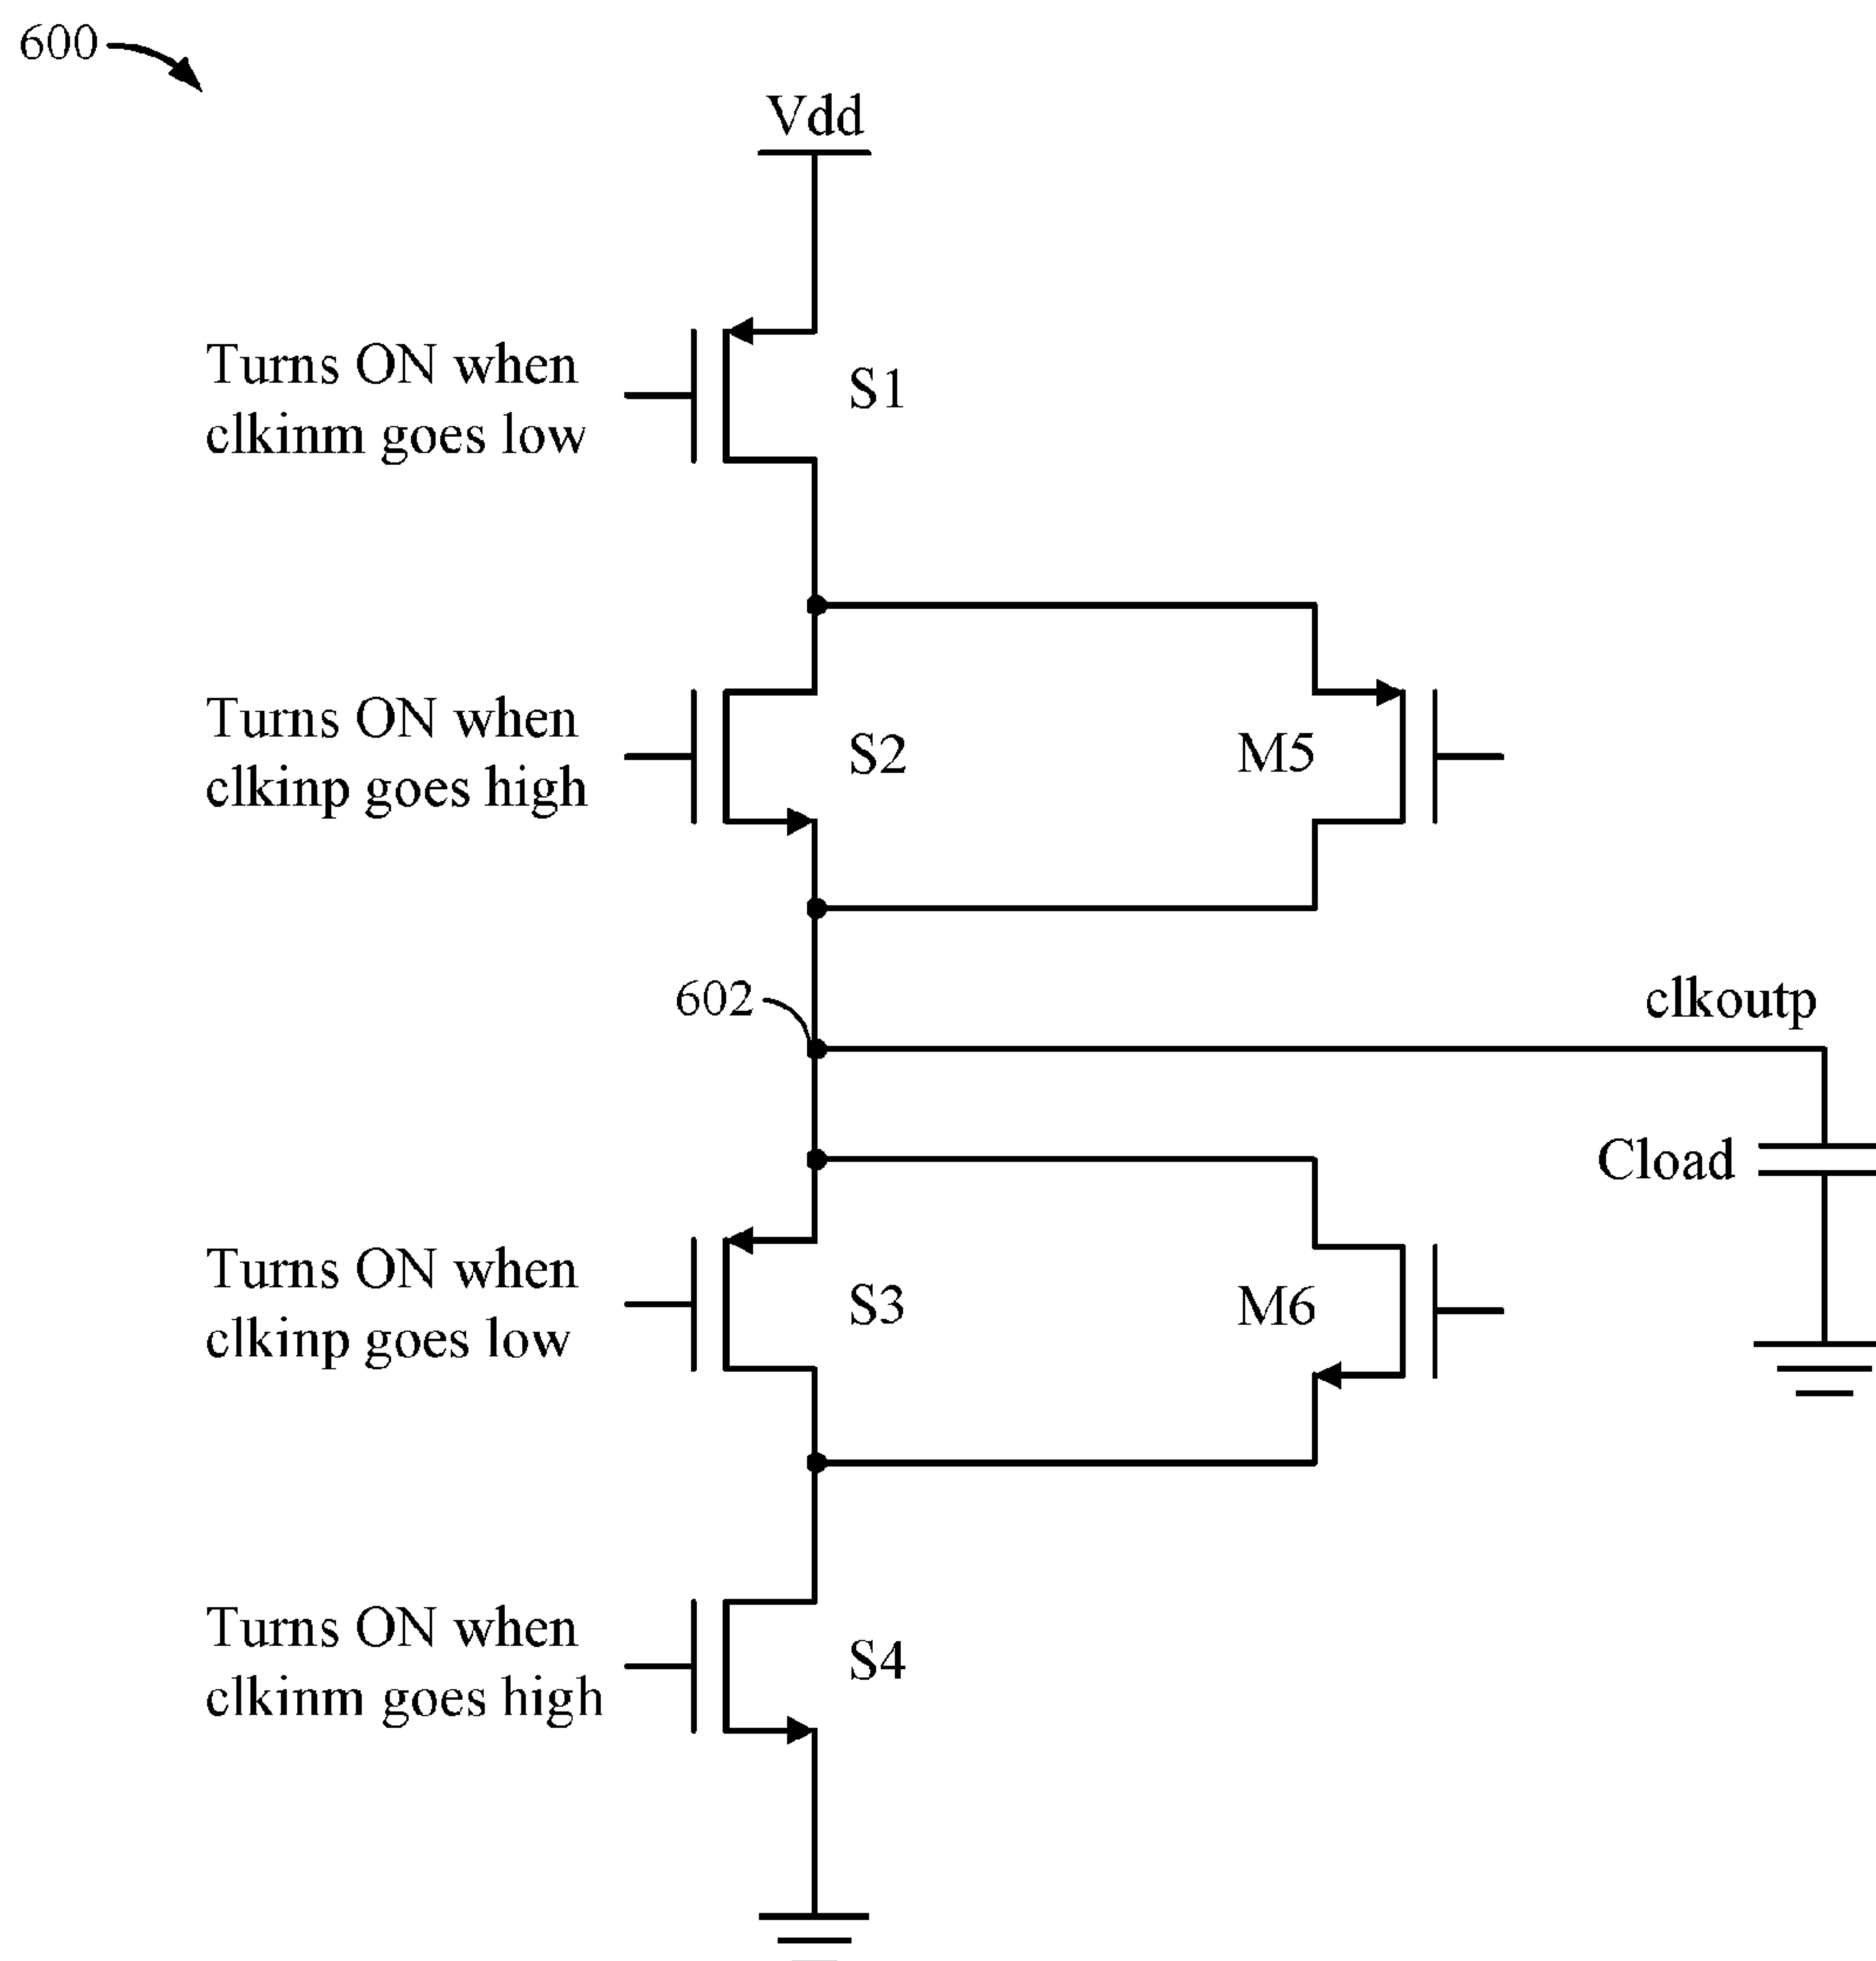 600
Vdd
Turns ON when
clkinm goes low
S1
Turns ON when
clkinp goes high
S2
M5
602
clkoutp
Cload
Turns ON when
clkinp goes low
S3
M6
Turns ON when
clkinm goes high
S4